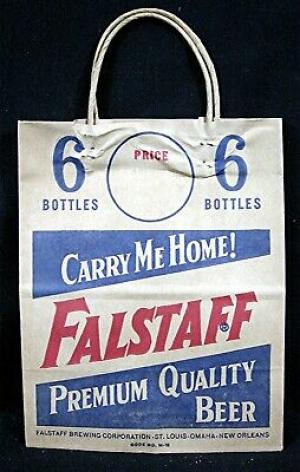 6 PRICE 6
BOTTLES BOTTLES
CARRY ME HOME!
FALSTAFF®
PREMIUM QUALITY
BEER
FALSTAFF BREWING CORPORATION-ST. LOUIS-OMAHA-NEW ORLEANS